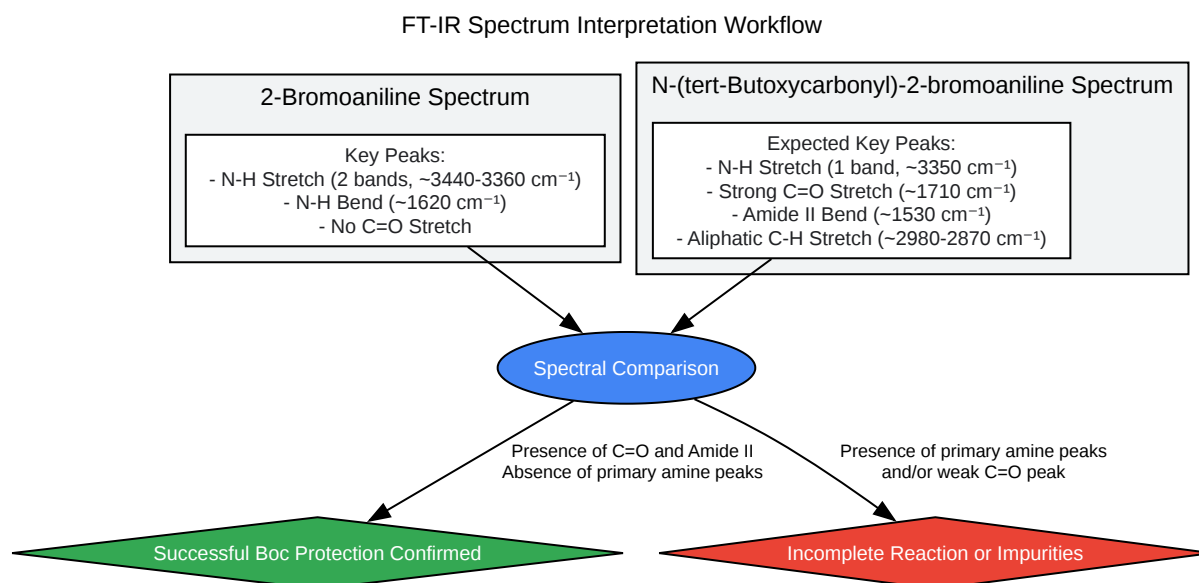 FT-IR Spectrum Interpretation Workflow
2-Bromoaniline Spectrum
Key Peaks:
- N-H Stretch (2 bands, ~3440-3360 cm⁻¹)
- N-H Bend (~1620 cm⁻¹)
- No C=O Stretch
N-(tert-Butoxycarbonyl)-2-bromoaniline Spectrum
Expected Key Peaks:
- N-H Stretch (1 band, ~3350 cm⁻¹)
- Strong C=O Stretch (~1710 cm⁻¹)
- Amide II Bend (~1530 cm⁻¹)
- Aliphatic C-H Stretch (~2980-2870 cm⁻¹)
Spectral Comparison
Presence of C=O and Amide II
Absence of primary amine peaks
Presence of primary amine peaks
and/or weak C=O peak
Successful Boc Protection Confirmed
Incomplete Reaction or Impurities